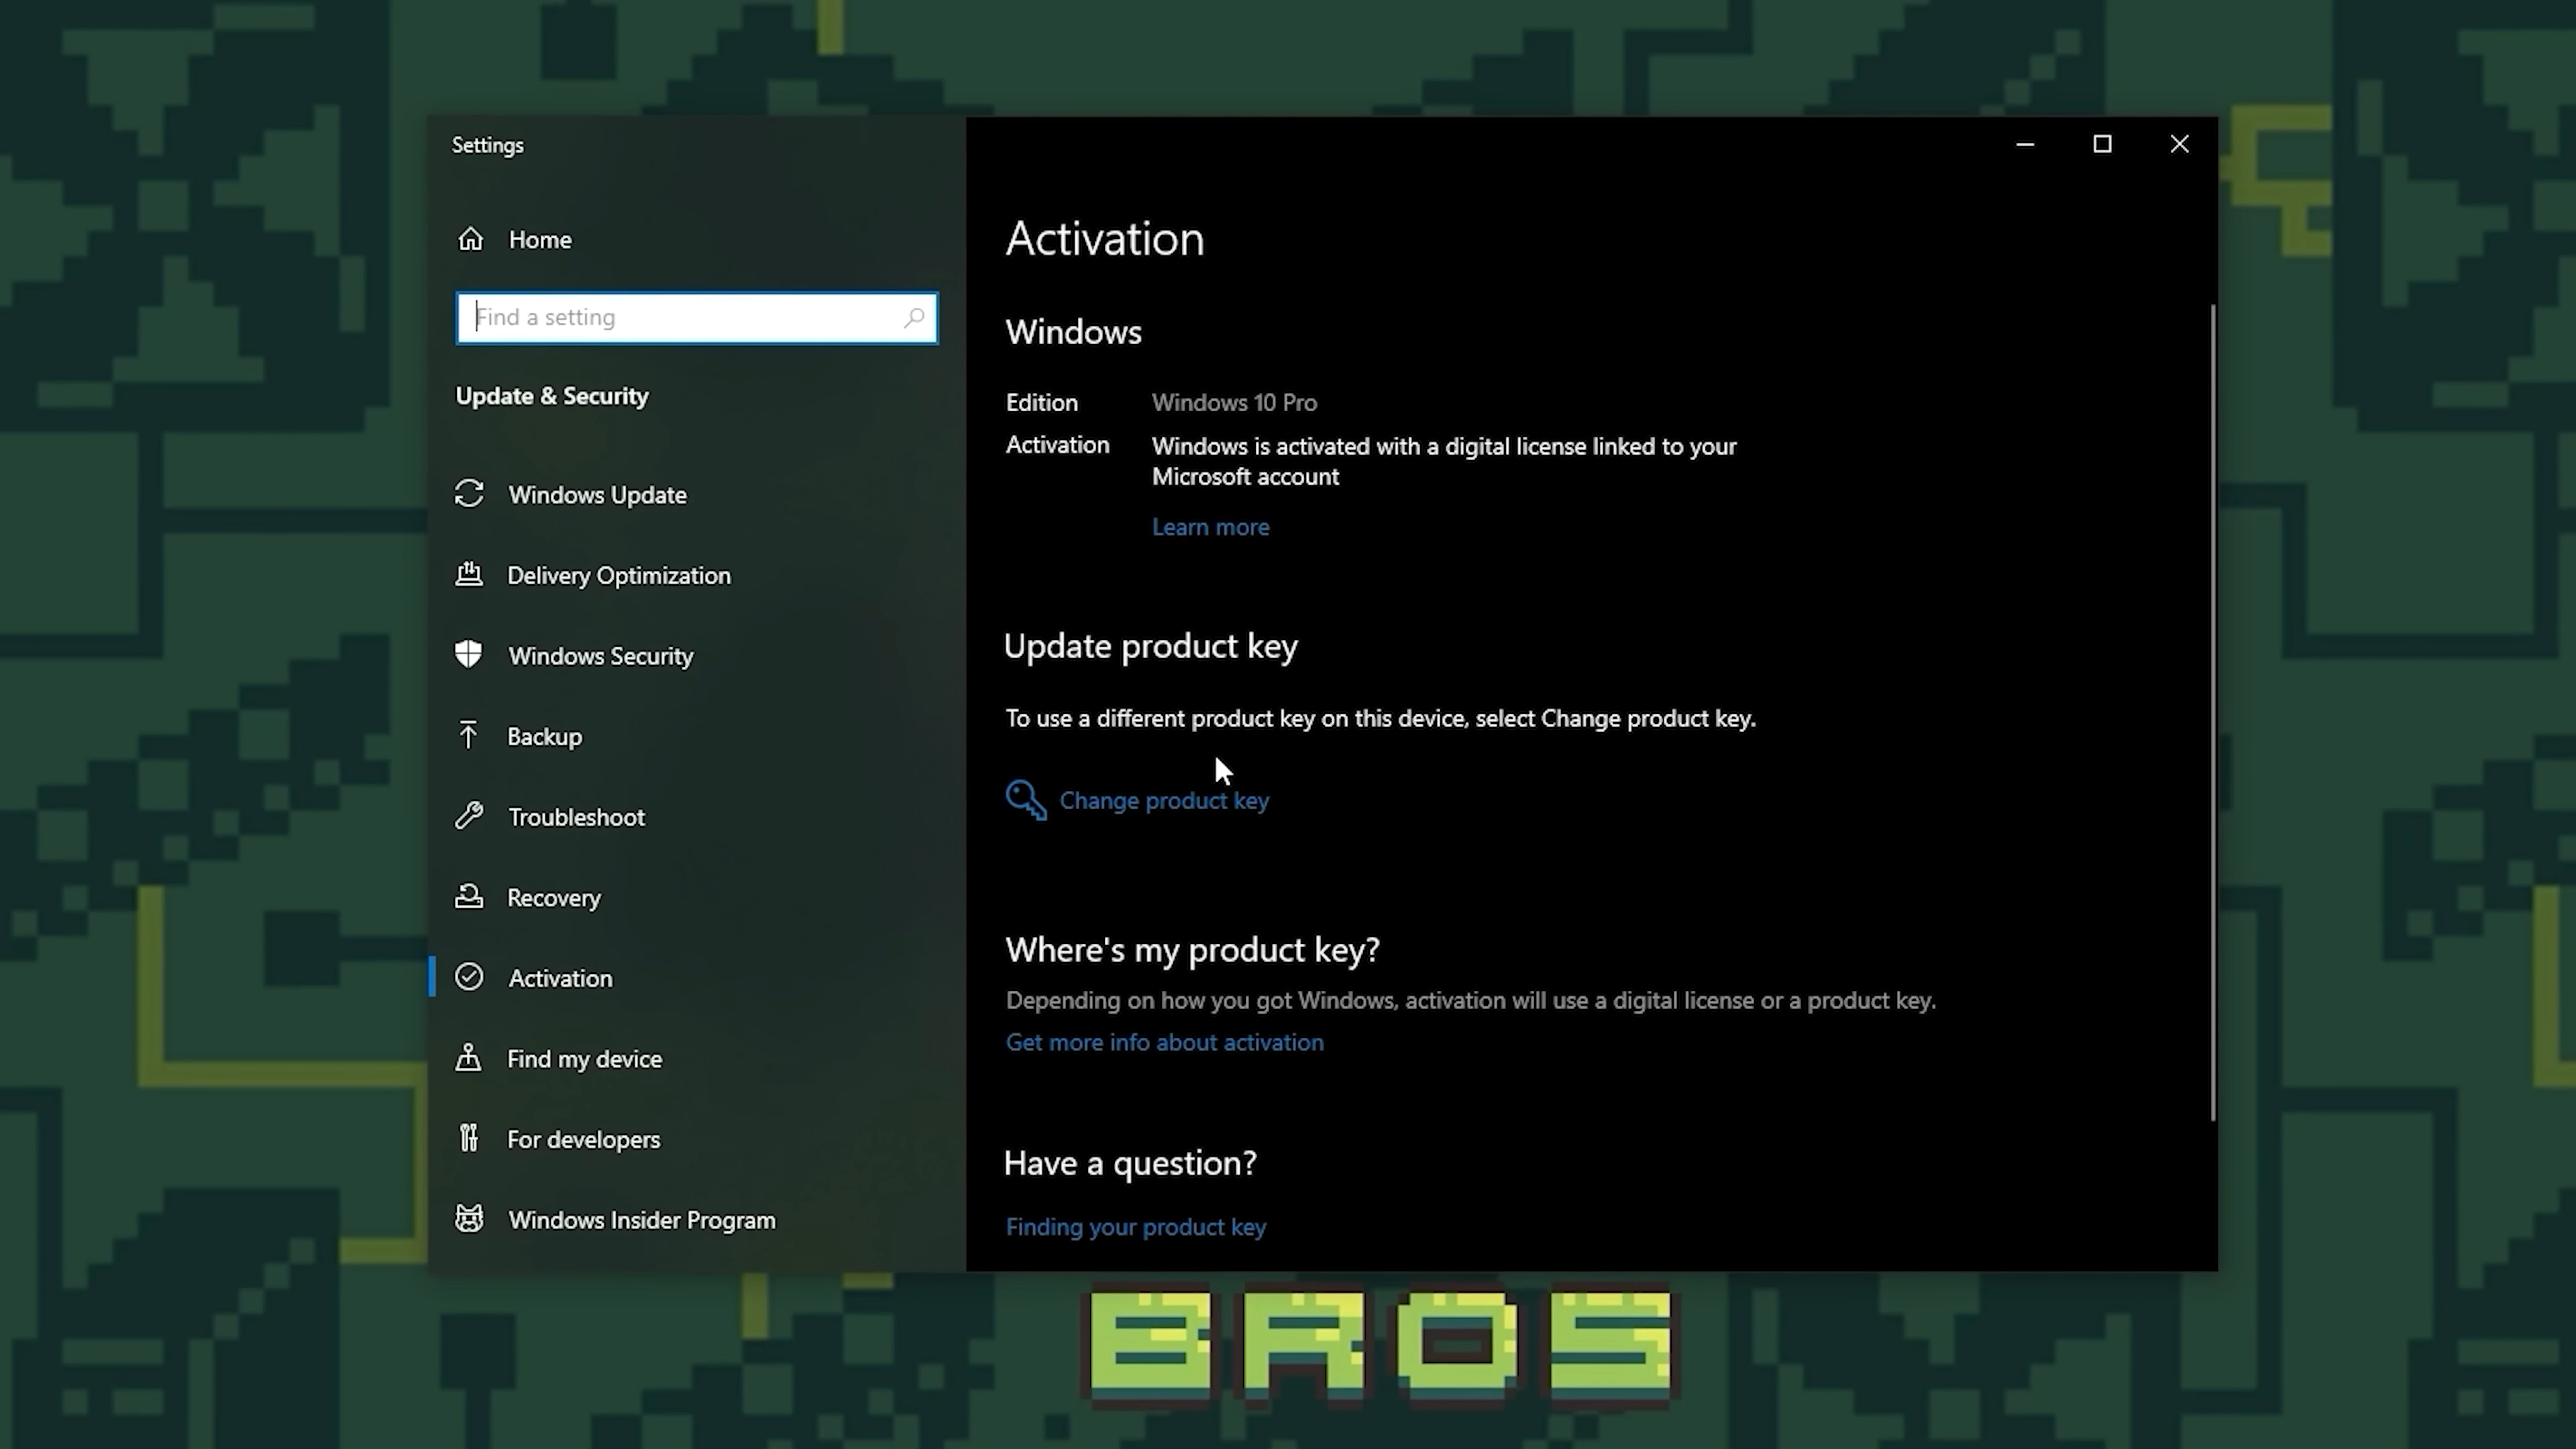 Settings
Home
Find a setting
Update & Security
Windows Update
Delivery Optimization
Windows Security
Backup
Troubleshoot
Recovery
Activation
Find my device
For developers
Windows Insider Program
Activation
Windows
Edition Windows 10 Pro
Activation Windows is activated with a digital license linked to your
Microsoft account
Learn more
Update product key
To use a different product key on this device, select Change product key.
Change product key
Where's my product key?
Depending on how you got Windows, activation will use a digital license or a product key.
Get more info about activation
Have a question?
Finding your product key
BROS